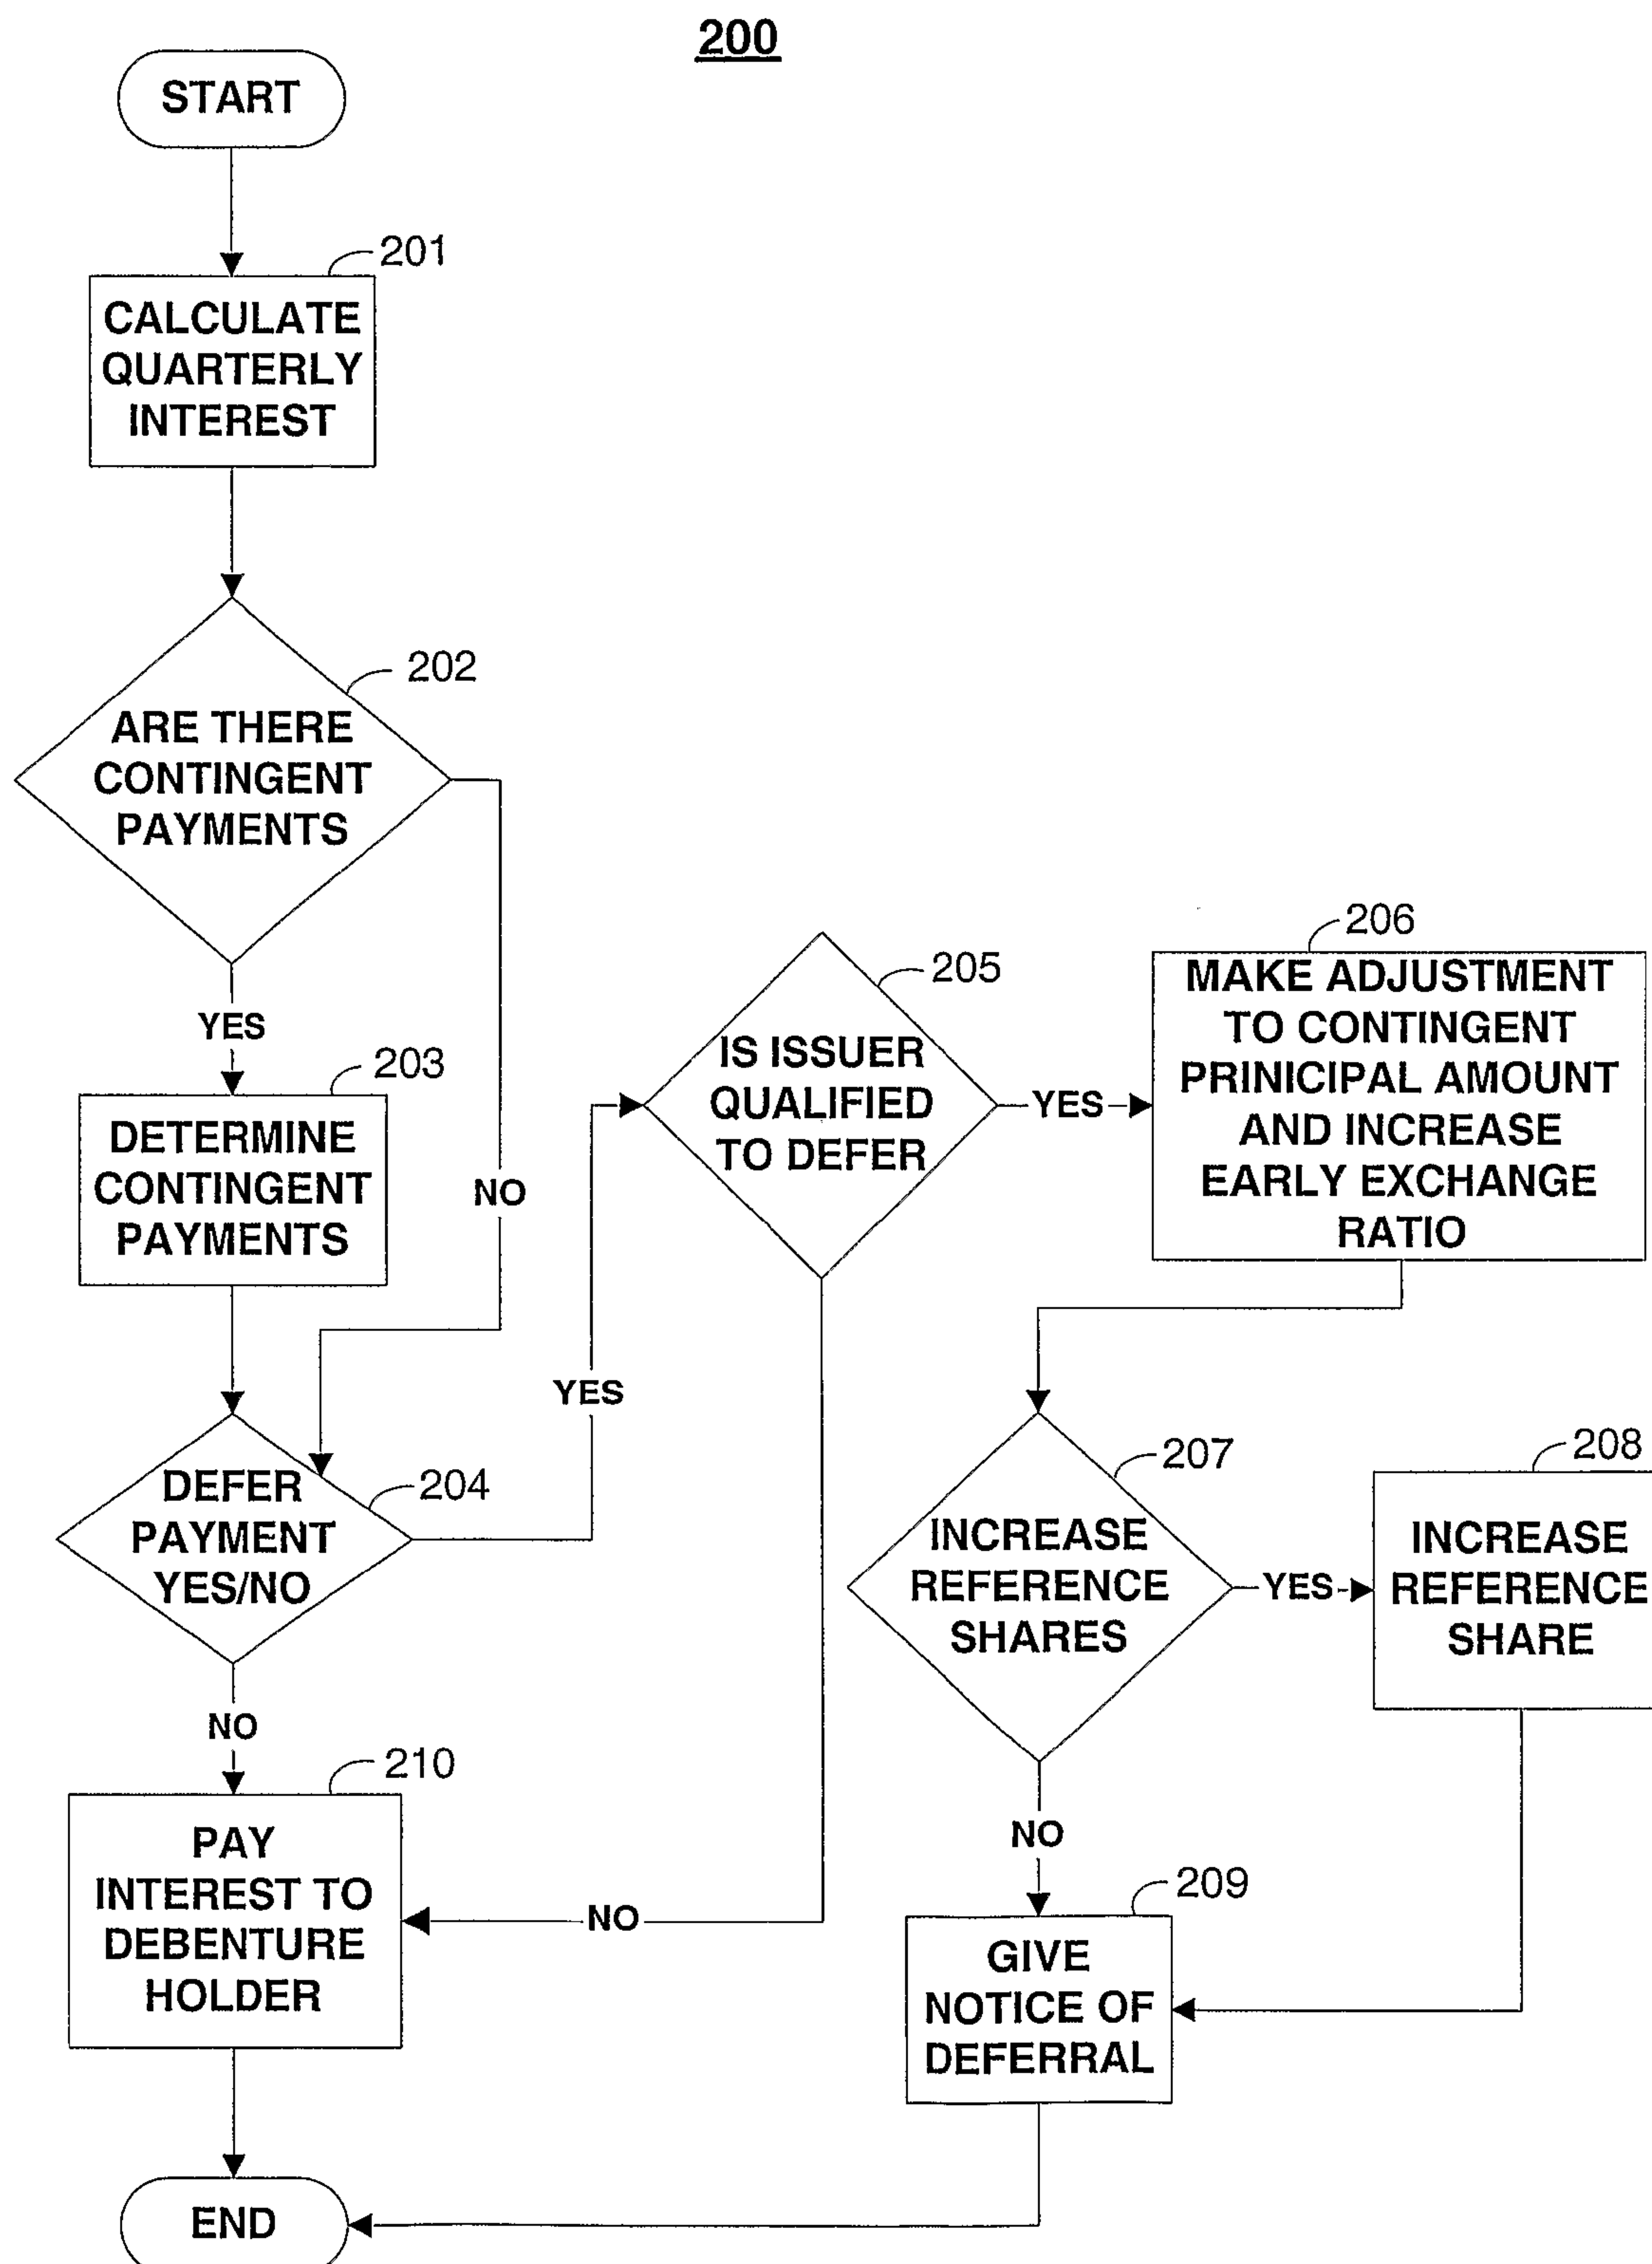 200
START
201
CALCULATE
QUARTERLY
INTEREST
202
ARE THERE
CONTINGENT
PAYMENTS
YES
NO
203
DETERMINE
CONTINGENT
PAYMENTS
204
DEFER
PAYMENT
YES/NO
YES
NO
205
IS ISSUER
QUALIFIED
TO DEFER
YES
NO
206
MAKE ADJUSTMENT
TO CONTINGENT
PRINICIPAL AMOUNT
AND INCREASE
EARLY EXCHANGE
RATIO
207
INCREASE
REFERENCE
SHARES
YES
NO
208
INCREASE
REFERENCE
SHARE
209
GIVE
NOTICE OF
DEFERRAL
210
PAY
INTEREST TO
DEBENTURE
HOLDER
END